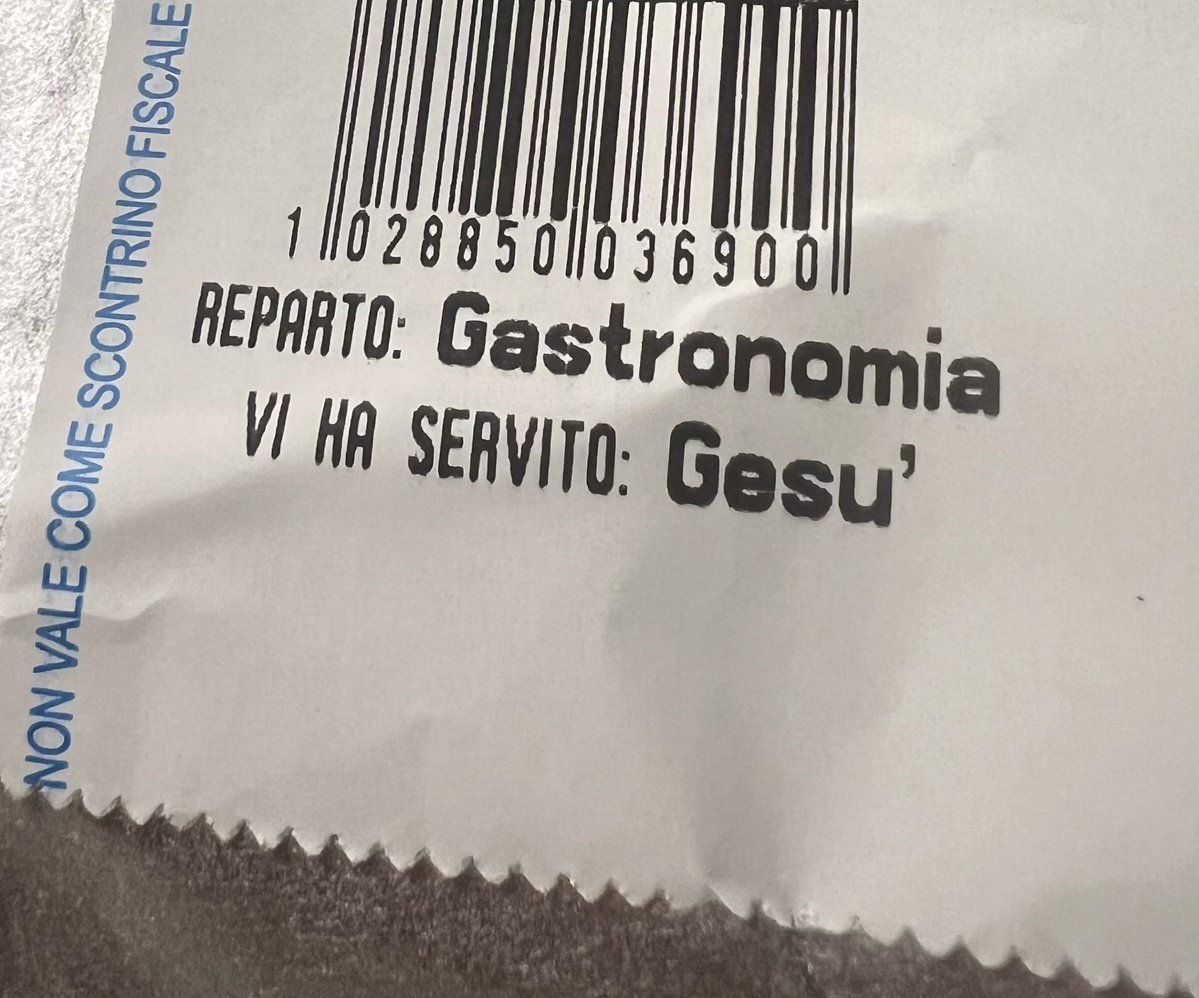 1 028850 036900
REPARTO: Gastronomia
VI HA SERVITO: Gesu'
NON VALE COME SCONTRINO FISCALE